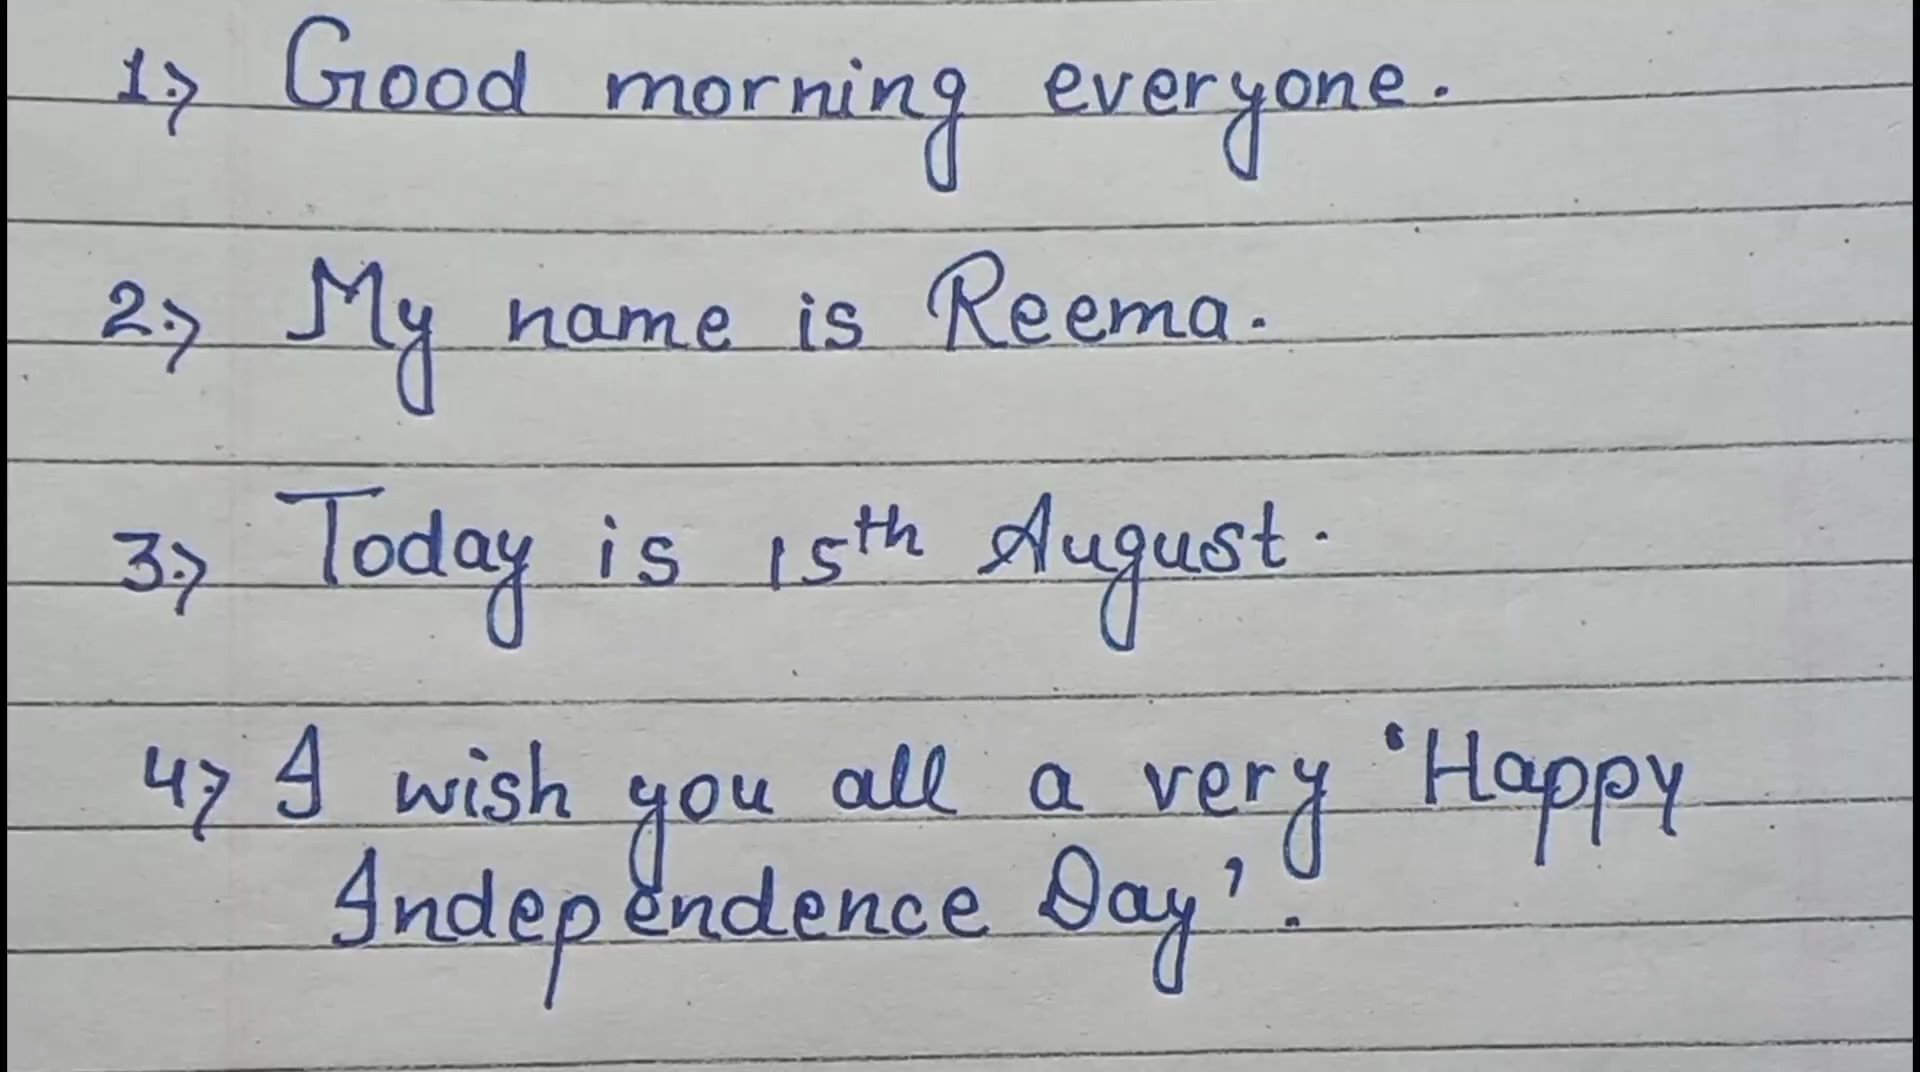 1.) Good morning everyone.
2.) My name is Reema.
3.) Today is 15th August.
4.) I wish you all a very 'Happy
Independence Day'.